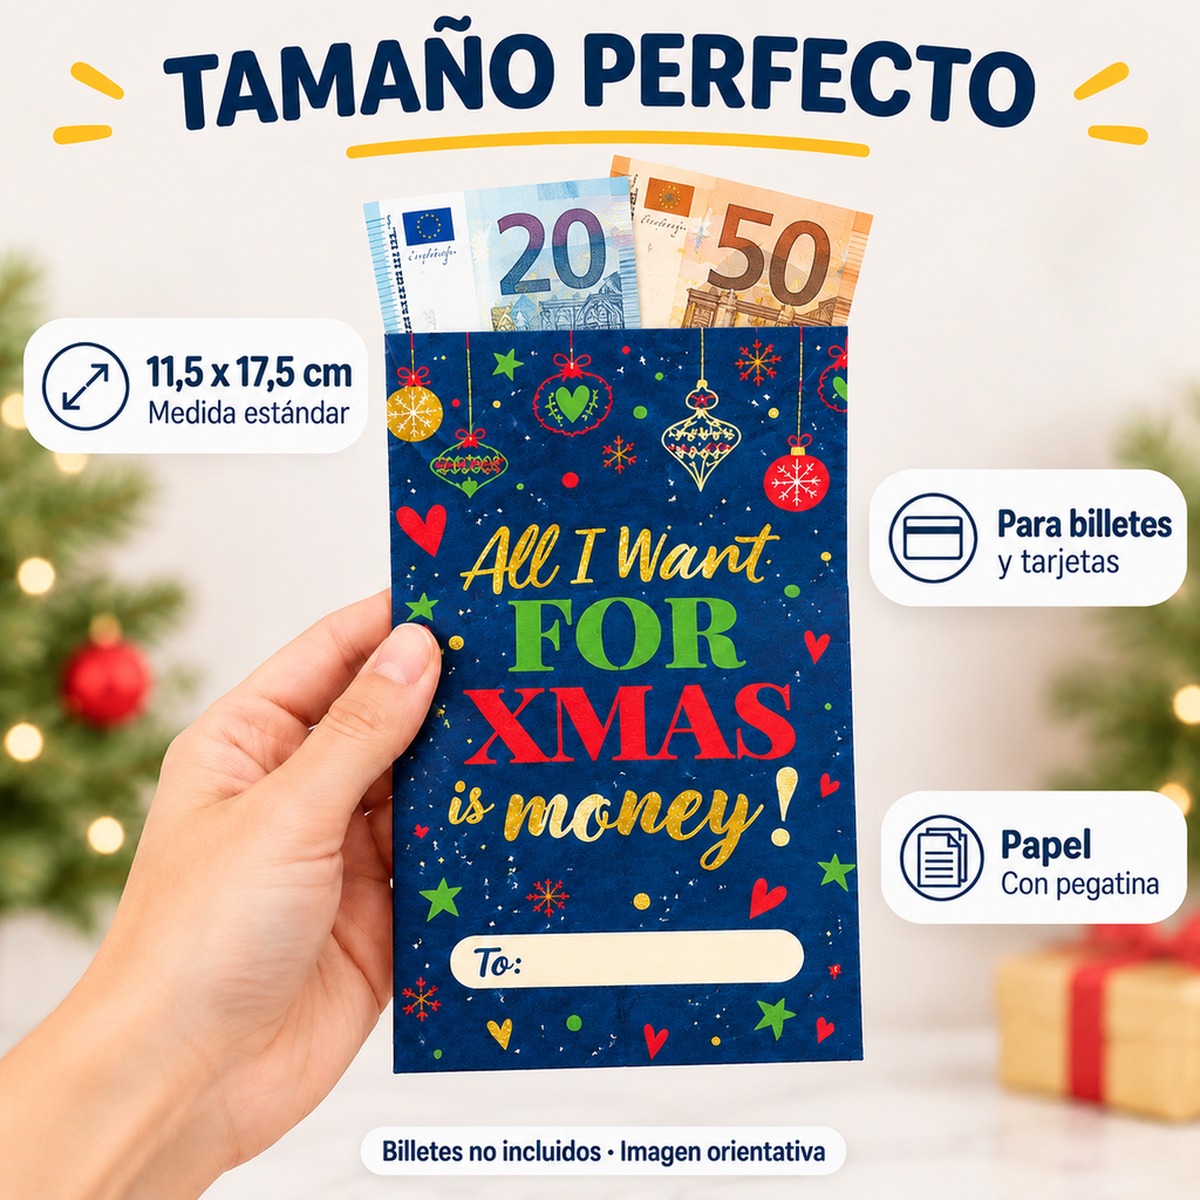 TAMAÑO PERFECTO
20
50
11,5 x 17,5 cm
Medida estándar
Para billetes
y tarjetas
All I Want
FOR
XMAS
is money!
To:
Papel
Con pegatina
Billetes no incluidos · Imagen orientativa